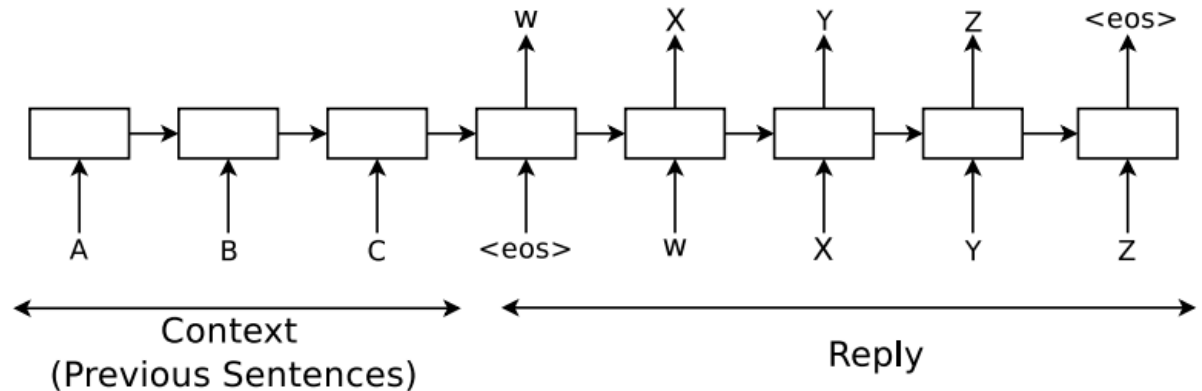 W X Y Z <eos>
A B C <eos> W X Y Z
Context
(Previous Sentences)
Reply